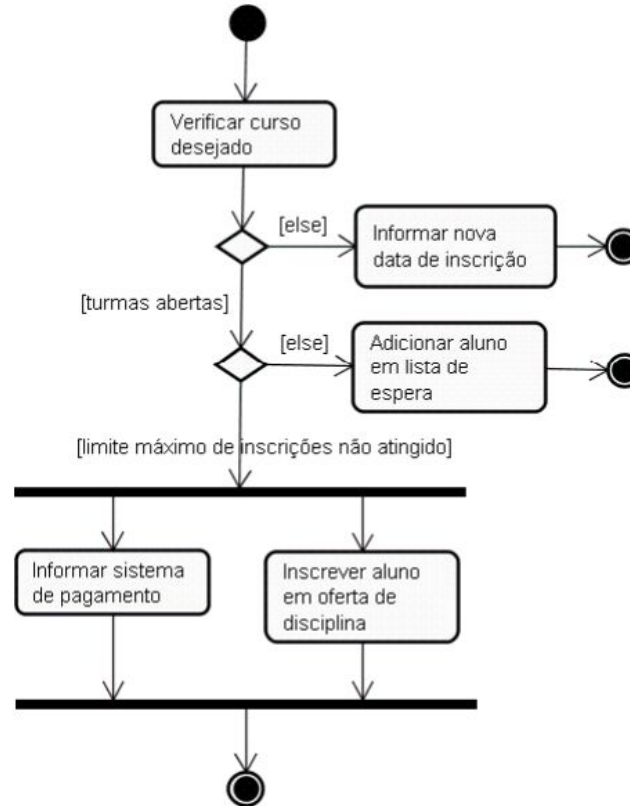 Verificar curso
desejado
[else]
Informar nova
data de inscrição
[turmas abertas]
[else]
Adicionar aluno
em lista de
espera
[limite máximo de inscrições não atingido]
Informar sistema
de pagamento
Inscrever aluno
em oferta de
disciplina